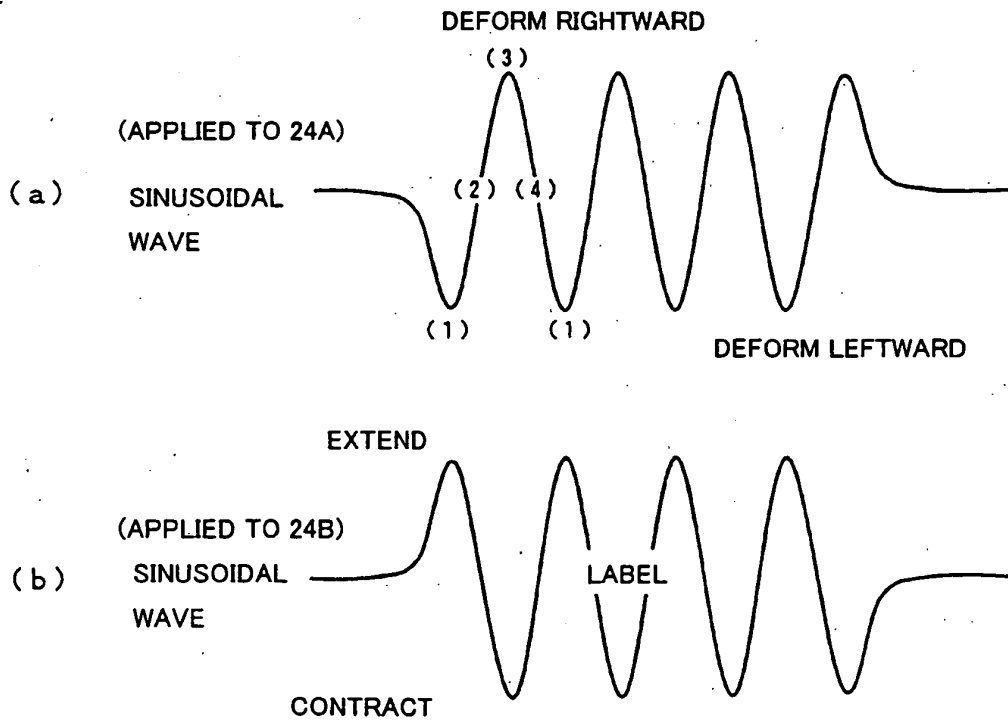 DEFORM RIGHTWARD
(3)
(APPLIED TO 24A)
(a)
SINUSOIDAL
WAVE
(2) (4)
(1) (1)
DEFORM LEFTWARD
EXTEND
(APPLIED TO 24B)
(b)
SINUSOIDAL
WAVE
LABEL
CONTRACT